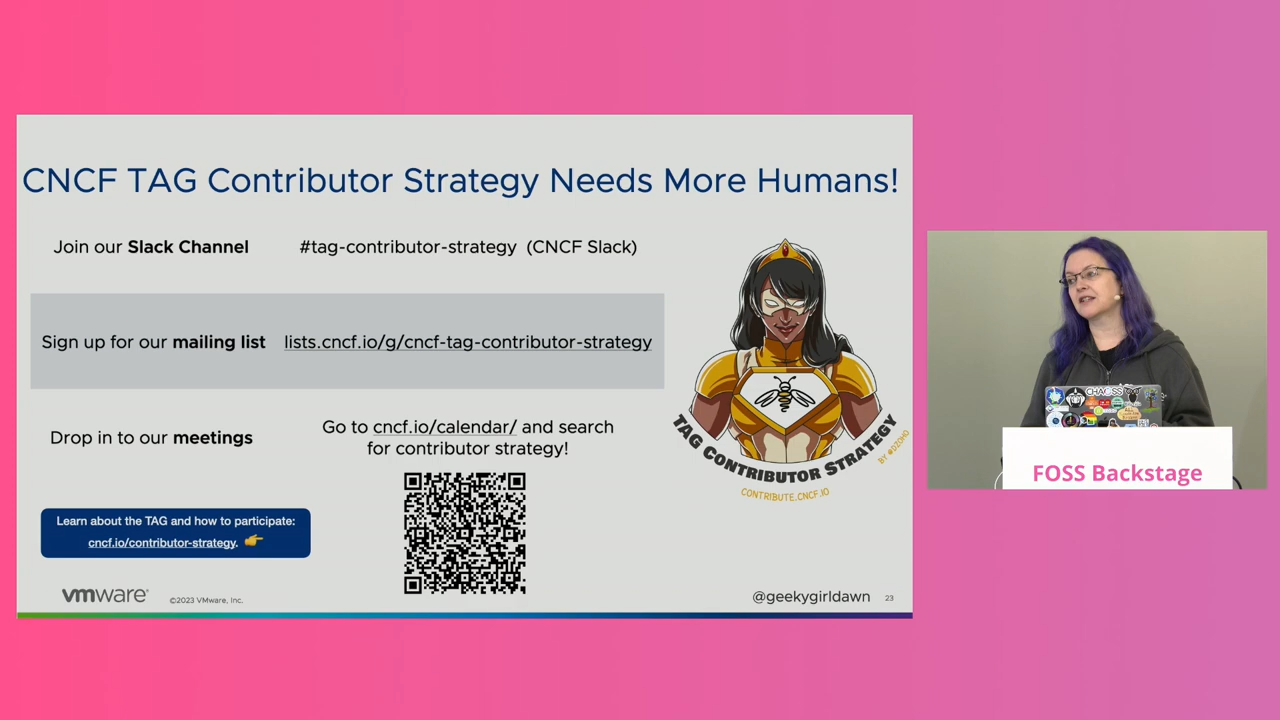 CNCF TAG Contributor Strategy Needs More Humans!
Join our Slack Channel
#tag-contributor-strategy (CNCF Slack)
Sign up for our mailing list
lists.cncf.io/g/cncf-tag-contributor-strategy
Drop in to our meetings
Go to cncf.io/calendar/ and search
for contributor strategy!
TAG CONTRIBUTOR STRATEGY
BY @DZOHO
CONTRIBUTE.CNCF.IO
Learn about the TAG and how to participate:
cncf.io/contributor-strategy. 👉
vmware®
©2023 VMware, Inc.
@geekygirldawn
23
CHAOSS
FOSS Backstage